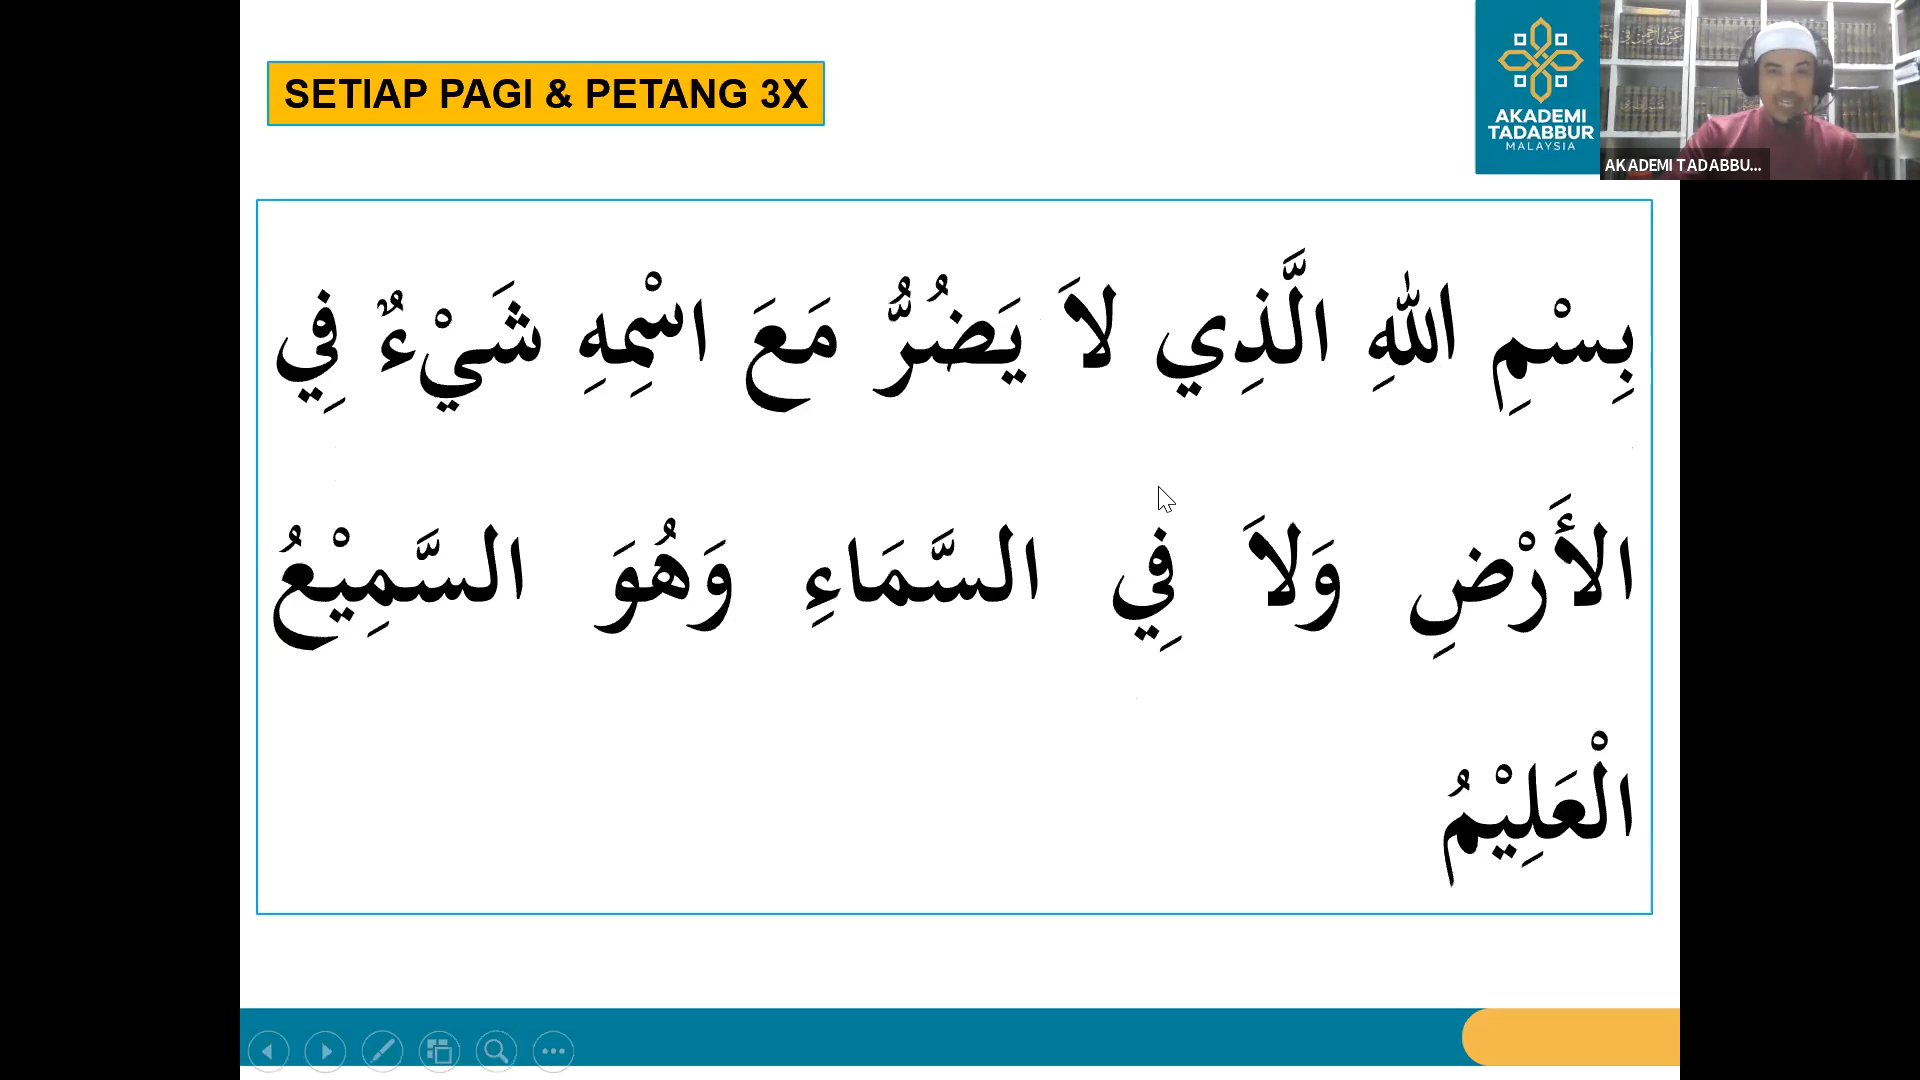 SETIAP PAGI & PETANG 3X
AKADEMI
TADABBUR
MALAYSIA
AKADEMI TADABBU...
بِسْمِ اللهِ الَّذِي لاَ يَضُرُّ مَعَ اسْمِهِ شَيْءٌ فِي
الأَرْضِ وَلاَ فِي السَّمَاءِ وَهُوَ السَّمِيْعُ
الْعَلِيْمُ